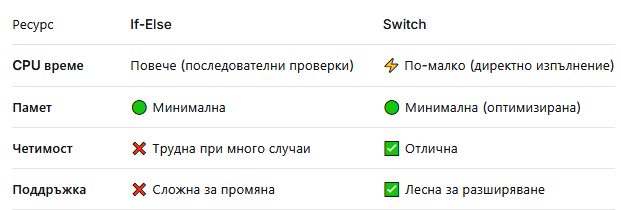 Ресурс If-Else Switch
CPU време Повече (последователни проверки) ⚡ По-малко (директно изпълнение)
Памет 🟢 Минимална 🟢 Минимална (оптимизирана)
Четимост ❌ Трудна при много случаи ✅ Отлична
Поддръжка ❌ Сложна за промяна ✅ Лесна за разширяване